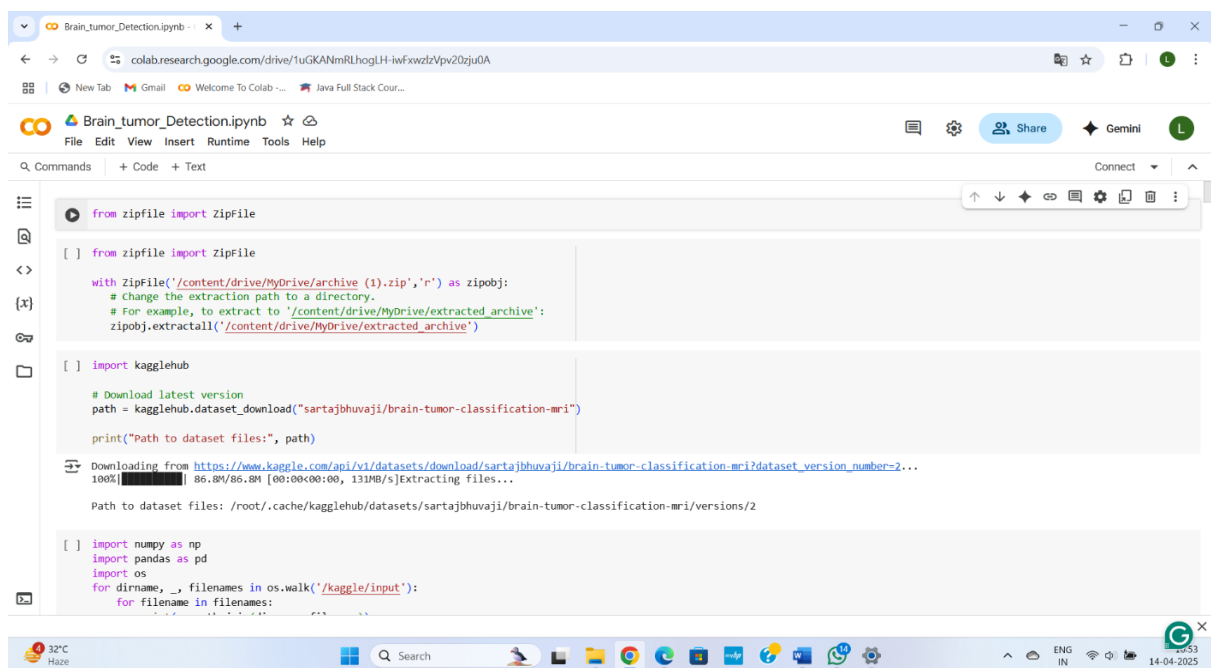 Brain_tumor_Detection.ipynb -
colab.research.google.com/drive/1uGKANmRLhogLH-iwFxwzlzVpv20zju0A
New Tab Gmail Welcome To Colab -... Java Full Stack Cour...
Brain_tumor_Detection.ipynb
File Edit View Insert Runtime Tools Help
Share Gemini L
Commands + Code + Text Connect
from zipfile import ZipFile
[ ] from zipfile import ZipFile
with ZipFile('/content/drive/MyDrive/archive (1).zip','r') as zipobj:
# Change the extraction path to a directory.
# For example, to extract to '/content/drive/MyDrive/extracted_archive':
zipobj.extractall('/content/drive/MyDrive/extracted_archive')
[ ] import kagglehub
# Download latest version
path = kagglehub.dataset_download("sartajbhuvaji/brain-tumor-classification-mri")
print("Path to dataset files:", path)
Downloading from https://www.kaggle.com/api/v1/datasets/download/sartajbhuvaji/brain-tumor-classification-mri?dataset_version_number=2...
100%|██████████| 86.8M/86.8M [00:00<00:00, 131MB/s]Extracting files...
Path to dataset files: /root/.cache/kagglehub/datasets/sartajbhuvaji/brain-tumor-classification-mri/versions/2
[ ] import numpy as np
import pandas as pd
import os
for dirname, _, filenames in os.walk('/kaggle/input'):
for filename in filenames:
32°C
Haze
Search
ENG
IN
14-04-2025